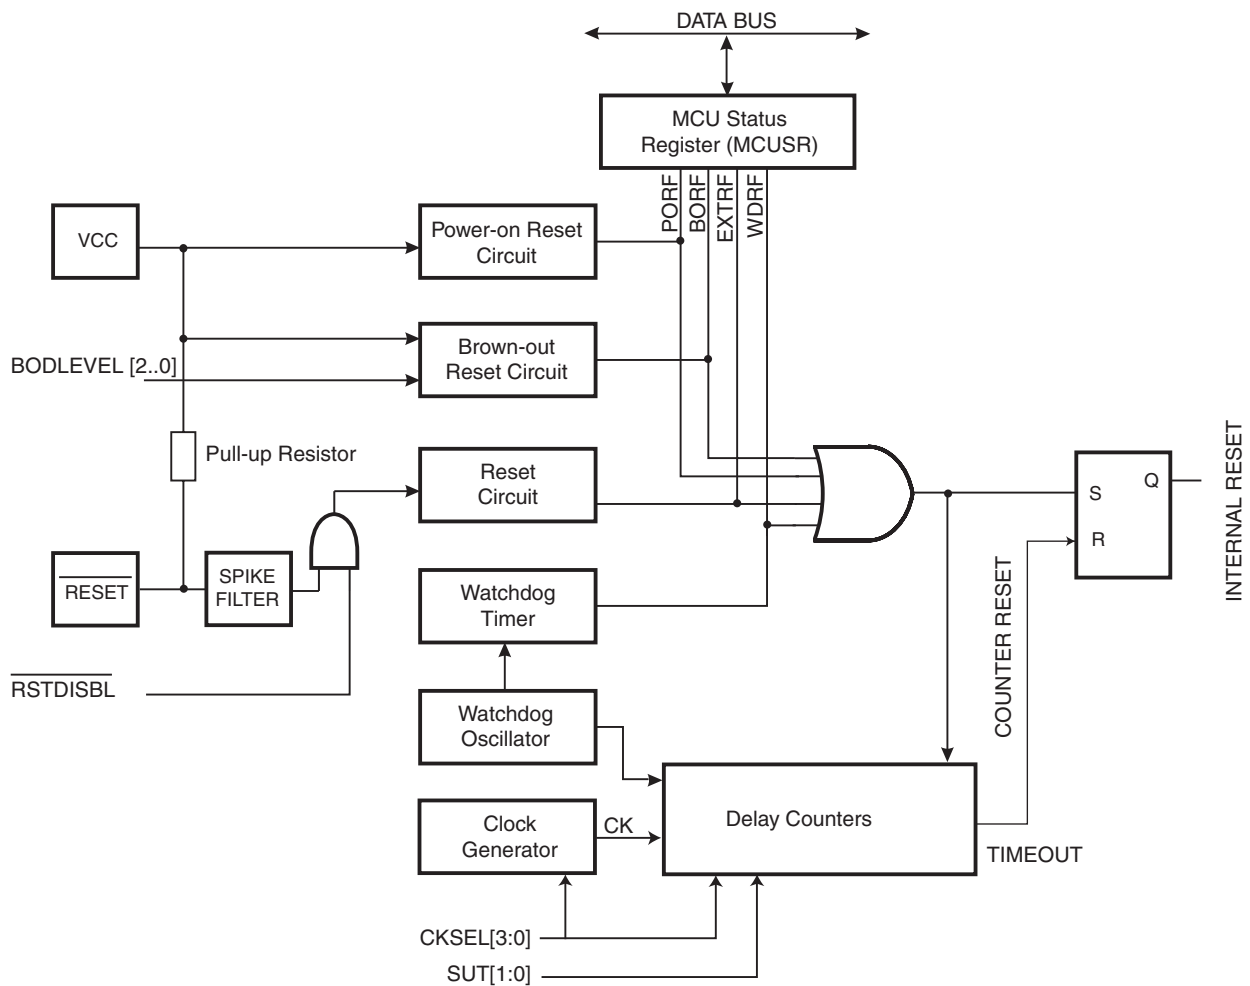 DATA BUS
MCU Status
Register (MCUSR)
PORF
BORF
EXTRF
WDRF
VCC
Power-on Reset
Circuit
Brown-out
Reset Circuit
BODLEVEL [2..0]
Pull-up Resistor
Reset
Circuit
S
Q
R
INTERNAL RESET
RESET
SPIKE
FILTER
Watchdog
Timer
COUNTER RESET
RSTDISBL
Watchdog
Oscillator
Clock
Generator
CK
Delay Counters
TIMEOUT
CKSEL[3:0]
SUT[1:0]